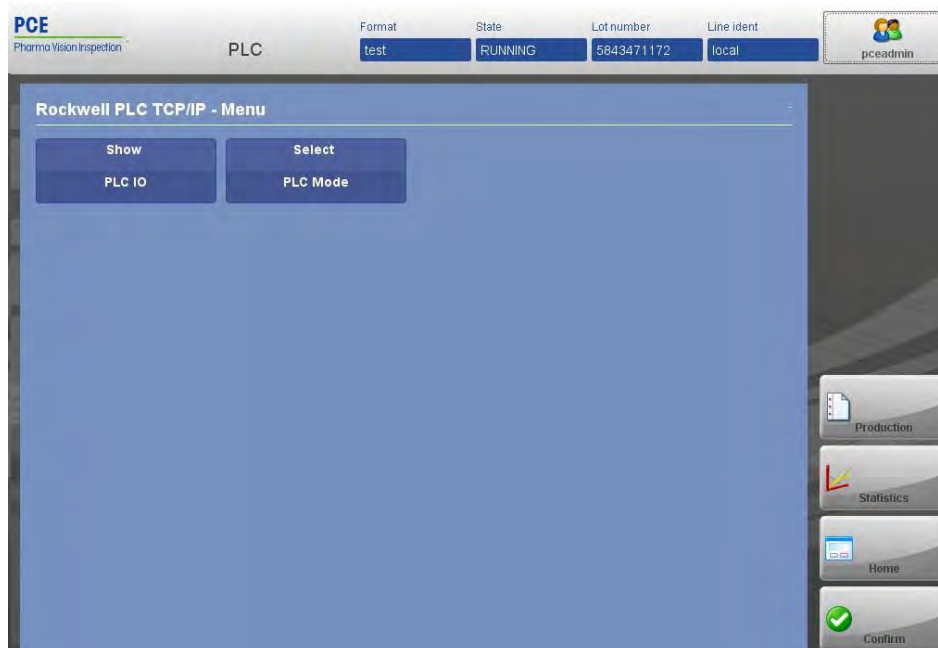 PCE
Pharma Vision Inspection
PLC
Format
State
Lot number
Line ident
test
RUNNING
5843471172
local
pceadmin
Rockwell PLC TCP/IP - Menu
Show
PLC IO
Select
PLC Mode
Production
Statistics
Home
Confirm